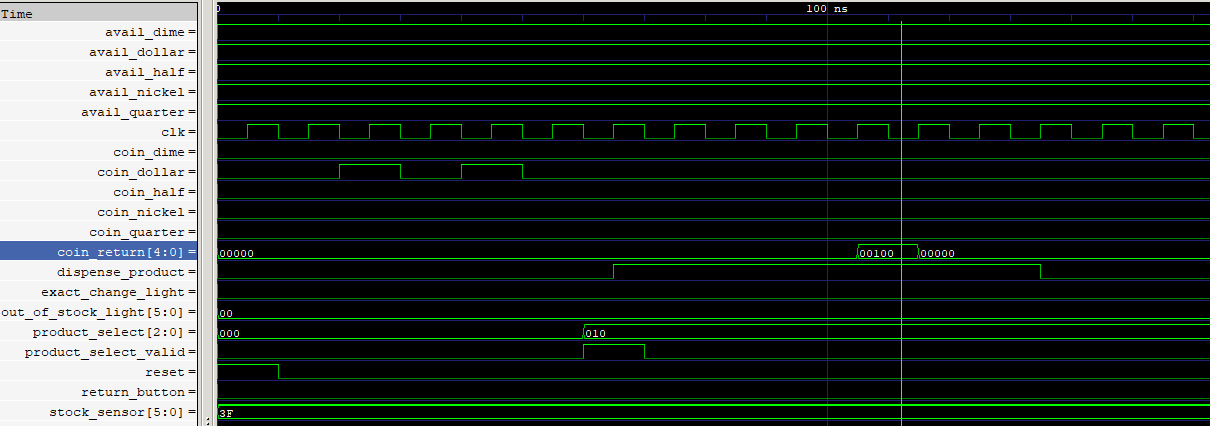 Time
0
100 ns
avail_dime=
avail_dollar=
avail_half=
avail_nickel=
avail_quarter=
clk=
coin_dime=
coin_dollar=
coin_half=
coin_nickel=
coin_quarter=
coin_return[4:0]= 00000 00100 00000
dispense_product=
exact_change_light=
out_of_stock_light[5:0]= 00
product_select[2:0]= 000 010
product_select_valid=
reset=
return_button=
stock_sensor[5:0]= 3F